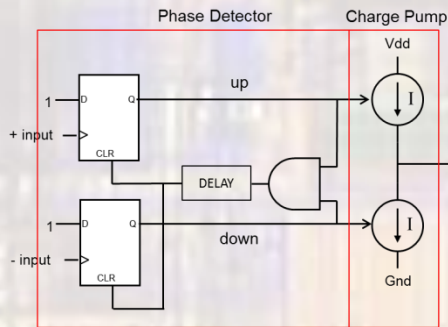 Phase Detector
Charge Pump
Vdd
1
D
Q
up
I
+ input
CLR
DELAY
1
D
Q
down
I
- input
CLR
Gnd